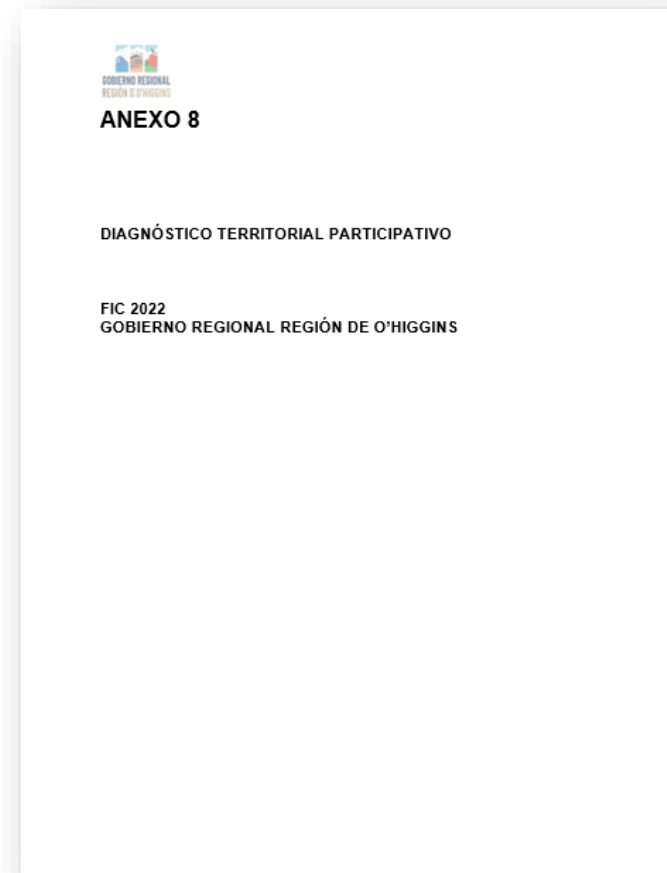 GOBIERNO REGIONAL
REGIÓN D O'HIGGINS
ANEXO 8
DIAGNÓSTICO TERRITORIAL PARTICIPATIVO
FIC 2022
GOBIERNO REGIONAL REGIÓN DE O'HIGGINS